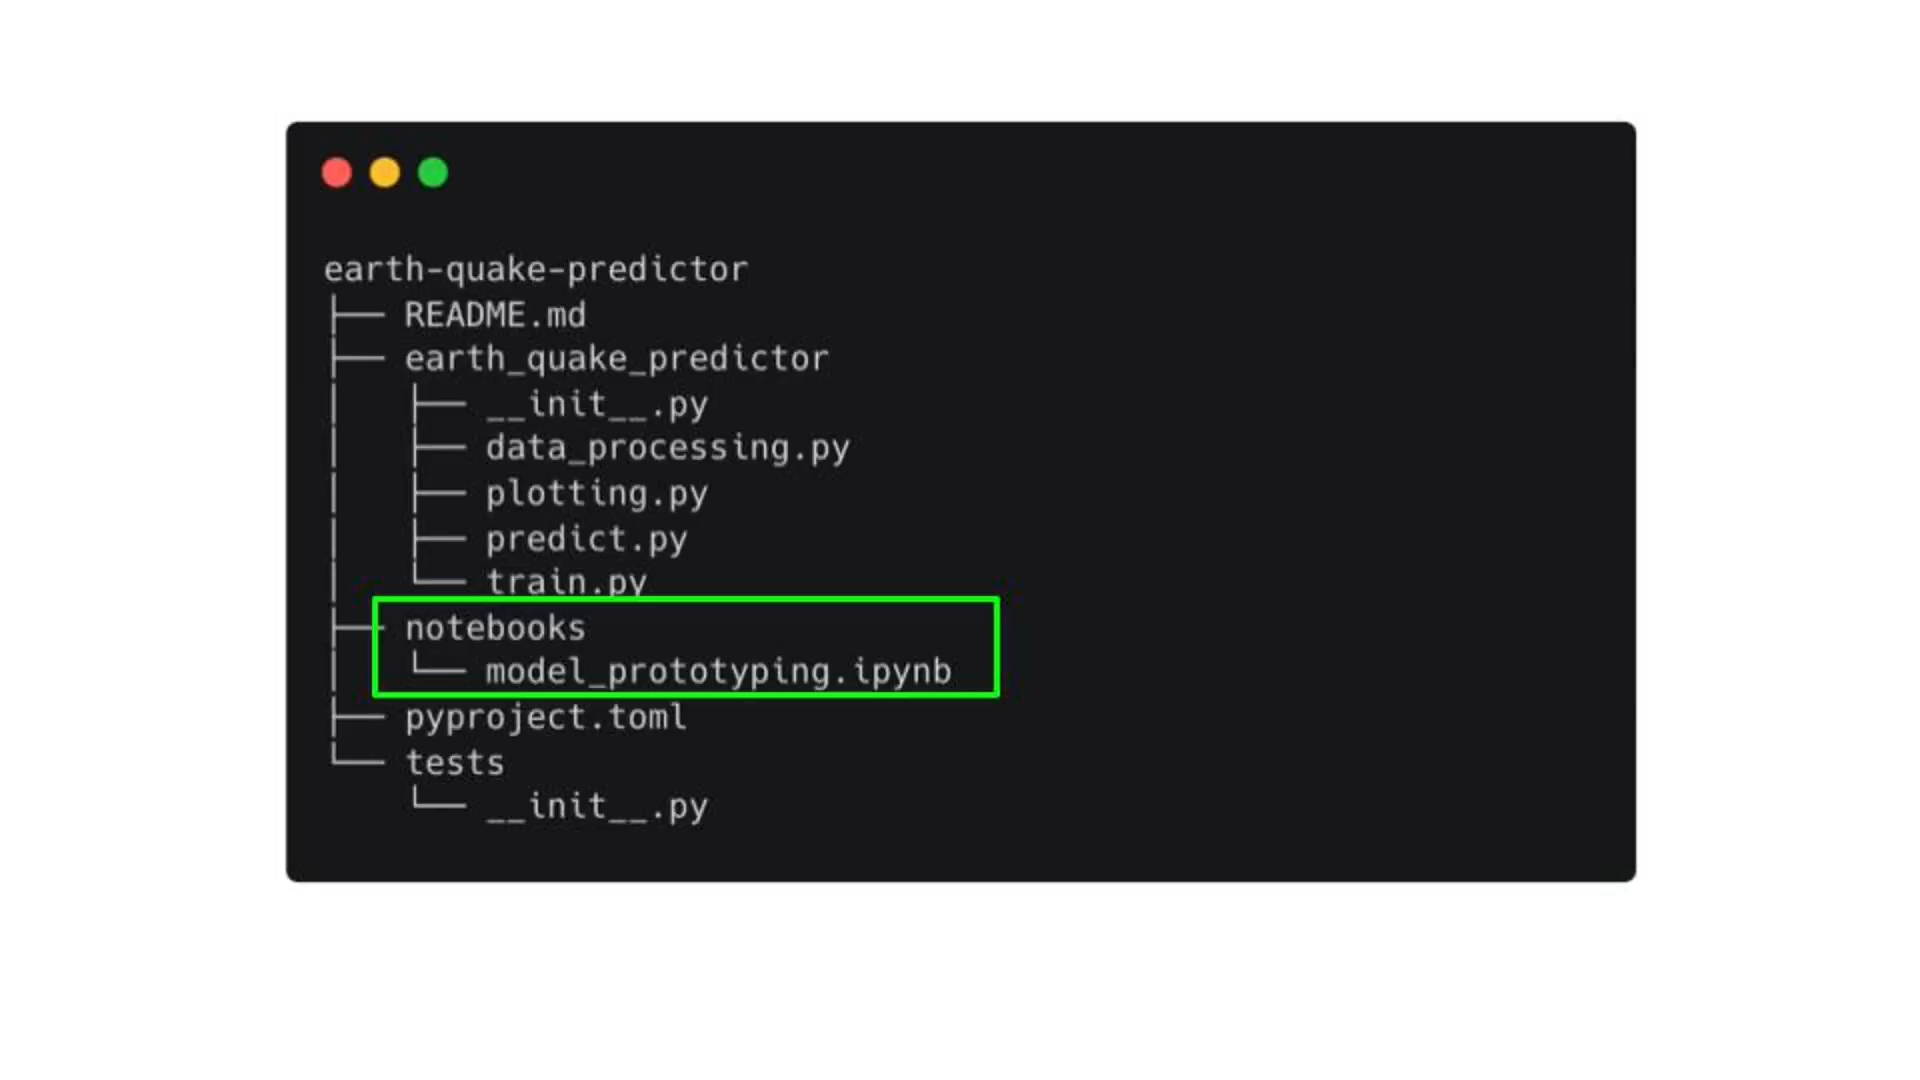 earth-quake-predictor
├── README.md
├── earth_quake_predictor
│   ├── __init__.py
│   ├── data_processing.py
│   ├── plotting.py
│   ├── predict.py
│   └── train.py
├── notebooks
│   └── model_prototyping.ipynb
├── pyproject.toml
└── tests
    └── __init__.py